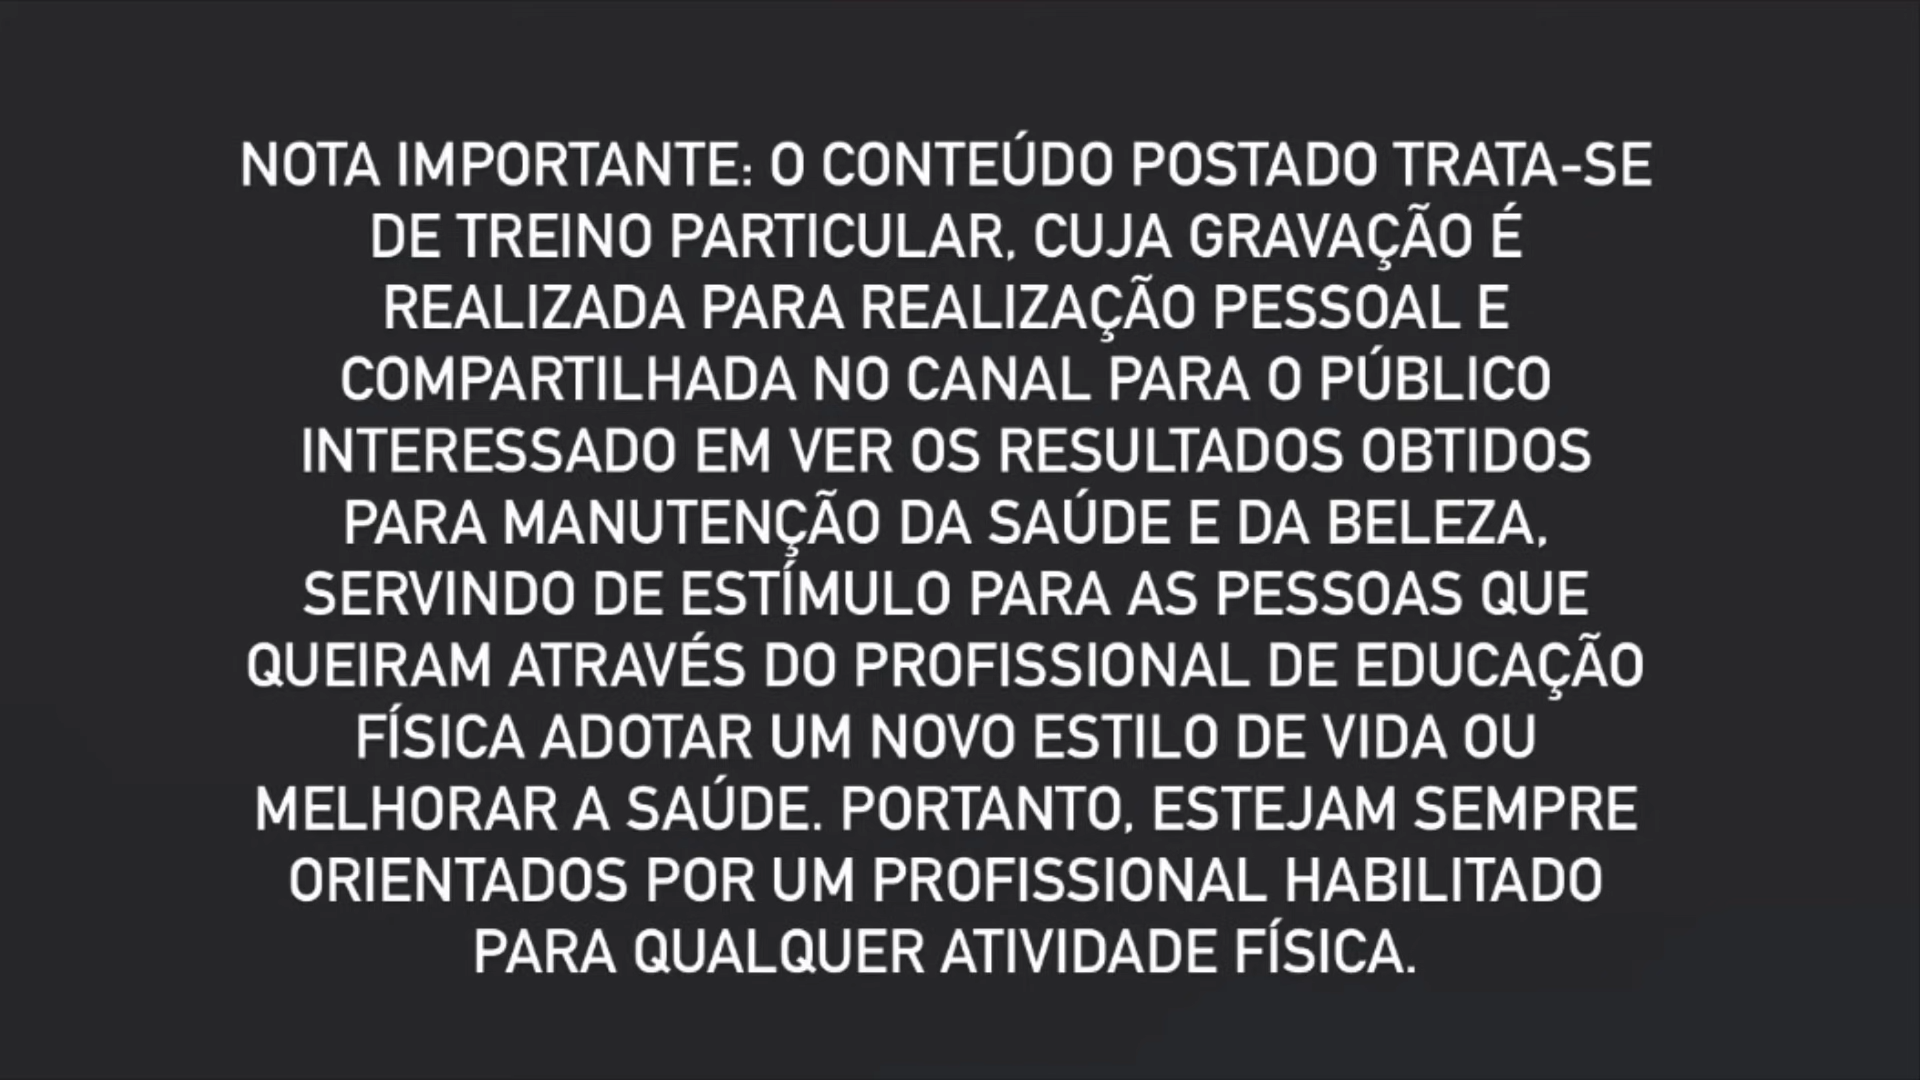 NOTA IMPORTANTE: O CONTEÚDO POSTADO TRATA-SE
DE TREINO PARTICULAR, CUJA GRAVAÇÃO É
REALIZADA PARA REALIZAÇÃO PESSOAL E
COMPARTILHADA NO CANAL PARA O PÚBLICO
INTERESSADO EM VER OS RESULTADOS OBTIDOS
PARA MANUTENÇÃO DA SAÚDE E DA BELEZA,
SERVINDO DE ESTÍMULO PARA AS PESSOAS QUE
QUEIRAM ATRAVÉS DO PROFISSIONAL DE EDUCAÇÃO
FÍSICA ADOTAR UM NOVO ESTILO DE VIDA OU
MELHORAR A SAÚDE. PORTANTO, ESTEJAM SEMPRE
ORIENTADOS POR UM PROFISSIONAL HABILITADO
PARA QUALQUER ATIVIDADE FÍSICA.